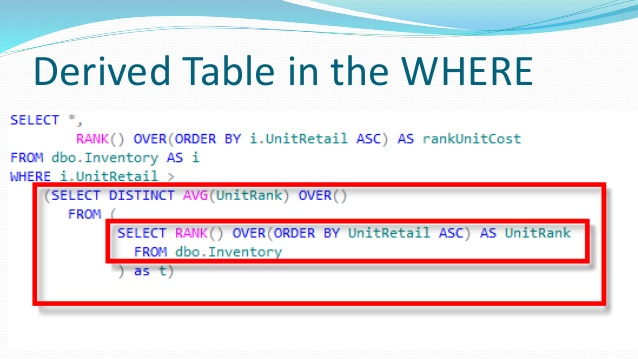 Derived Table in the WHERE
SELECT *,
RANK() OVER(ORDER BY i.UnitRetail ASC) AS rankUnitCost
FROM dbo.Inventory AS i
WHERE i.UnitRetail >
(SELECT DISTINCT AVG(UnitRank) OVER()
FROM (
SELECT RANK() OVER(ORDER BY UnitRetail ASC) AS UnitRank
FROM dbo.Inventory
) as t)